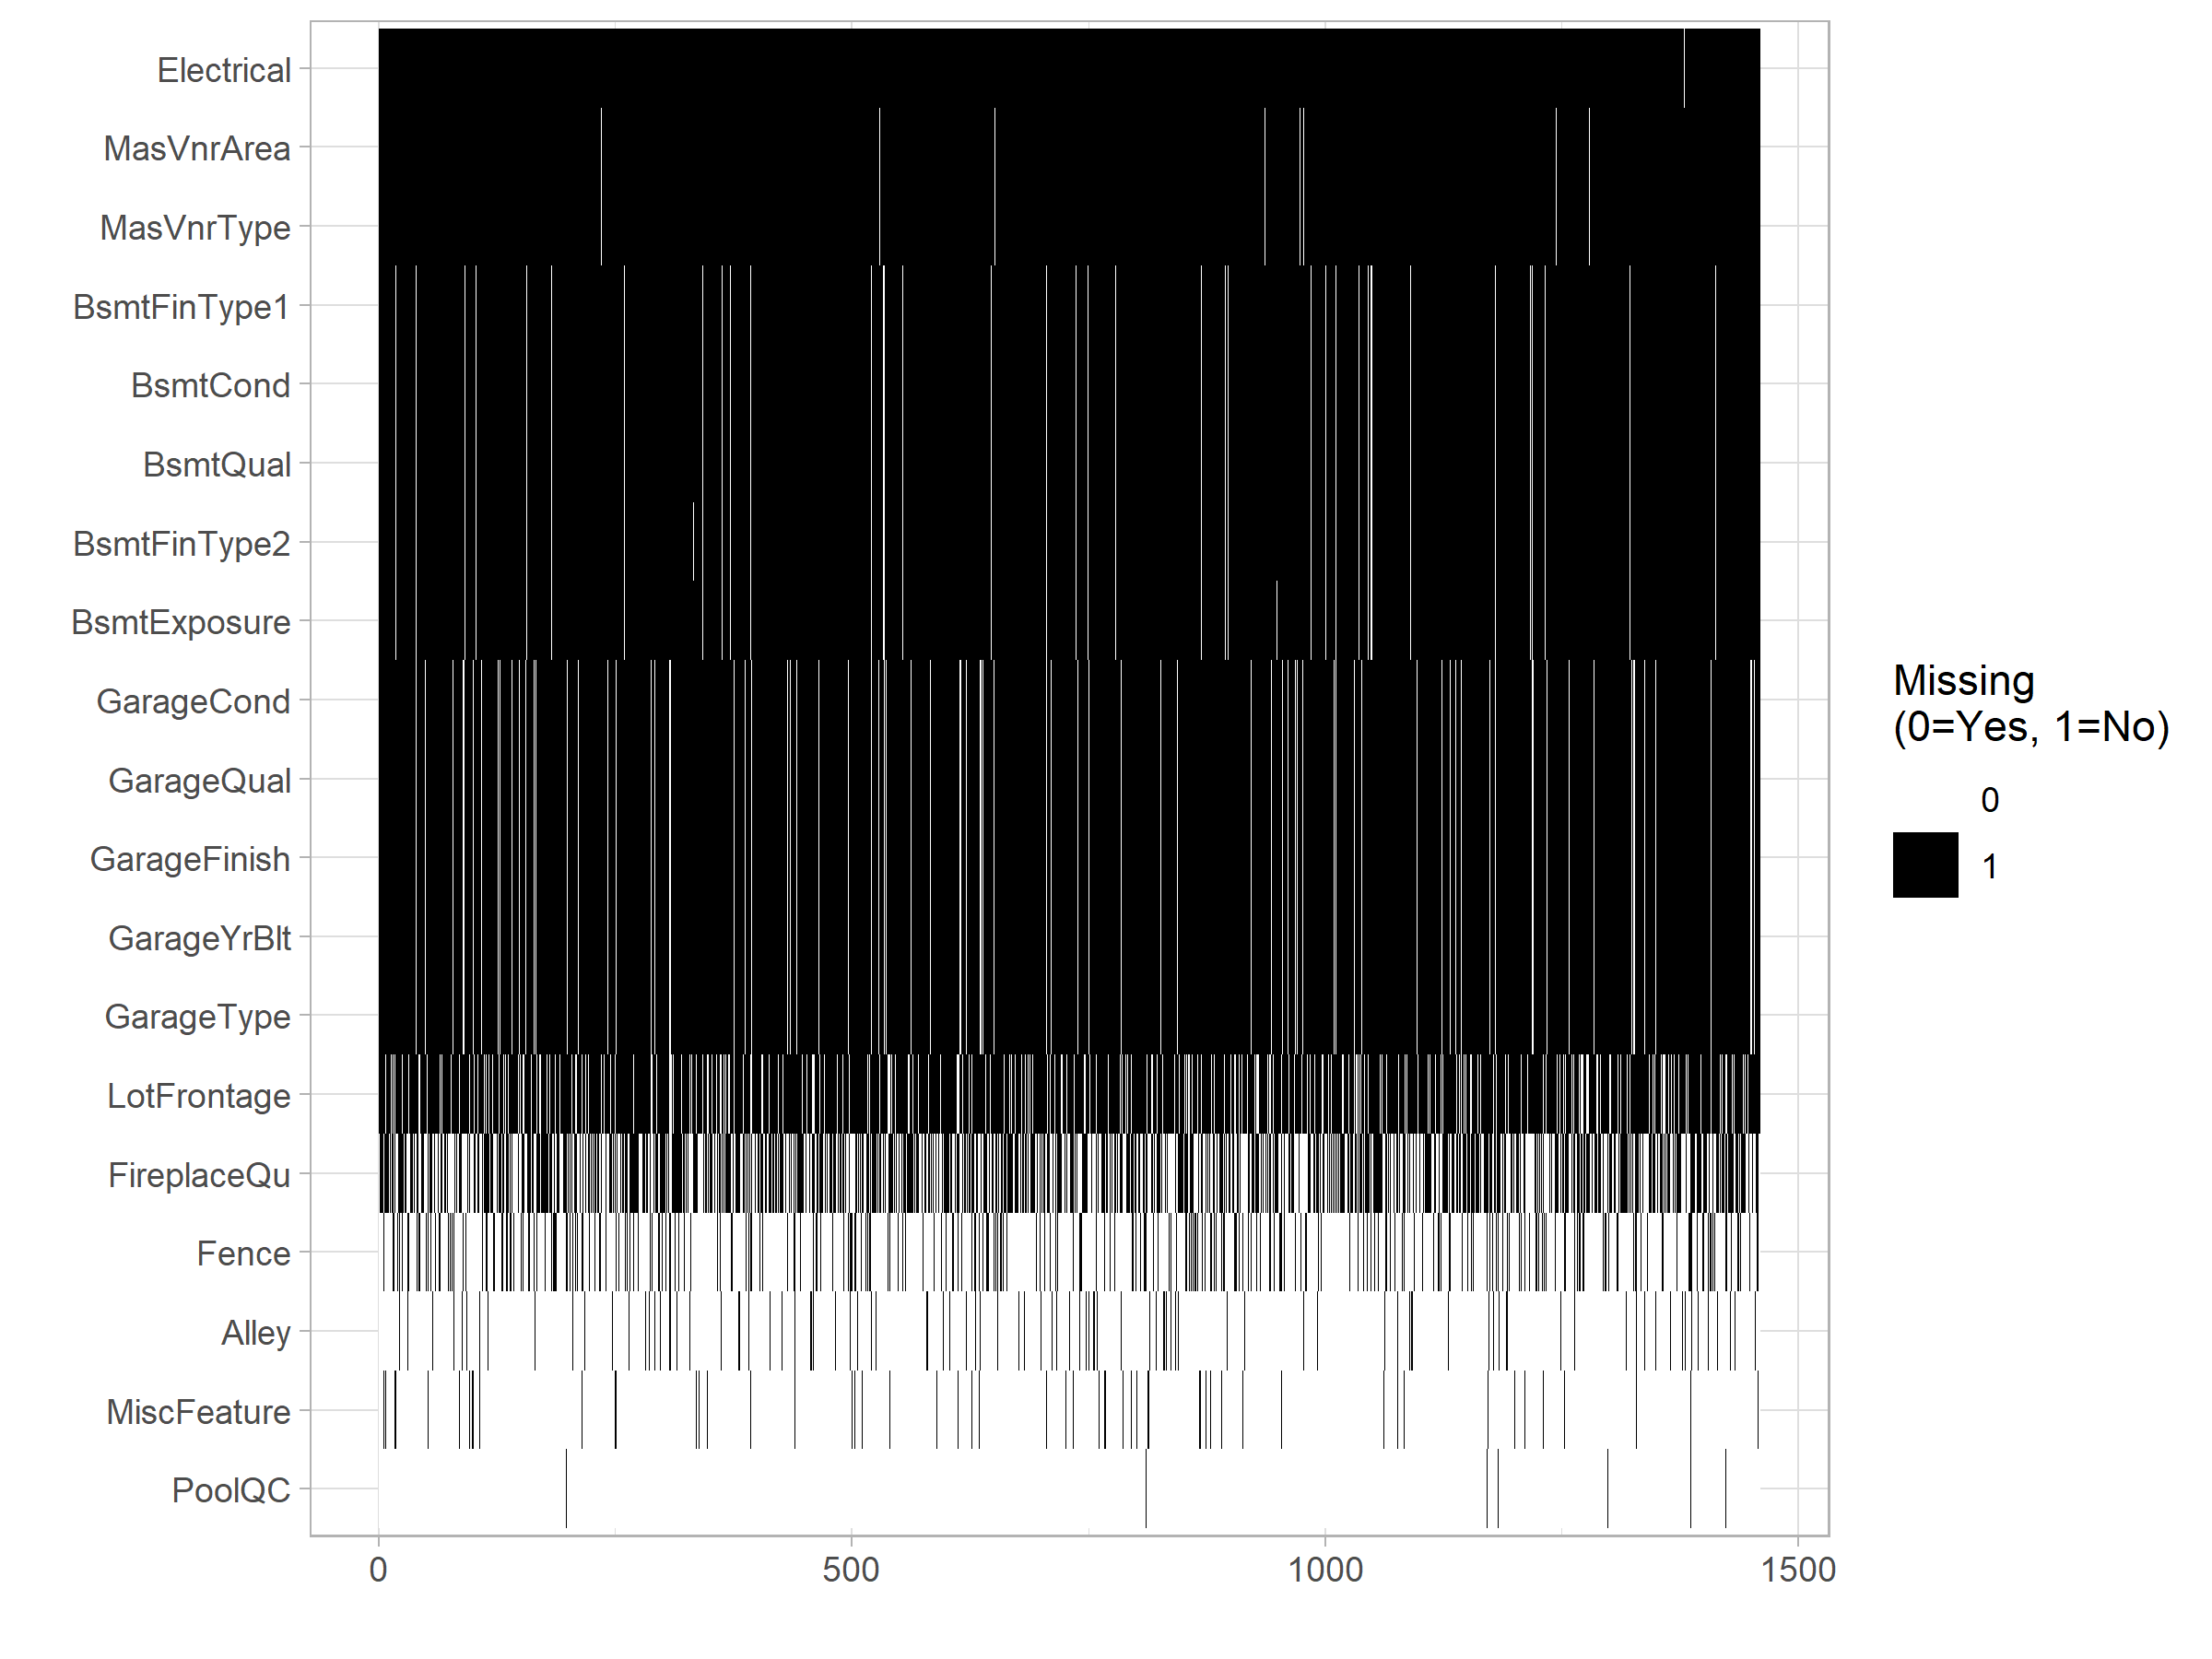 Electrical
MasVnrArea
MasVnrType
BsmtFinType1
BsmtCond
BsmtQual
BsmtFinType2
BsmtExposure
GarageCond
GarageQual
GarageFinish
GarageYrBlt
GarageType
LotFrontage
FireplaceQu
Fence
Alley
MiscFeature
PoolQC
0
500
1000
1500
Missing
(0=Yes, 1=No)
0
1